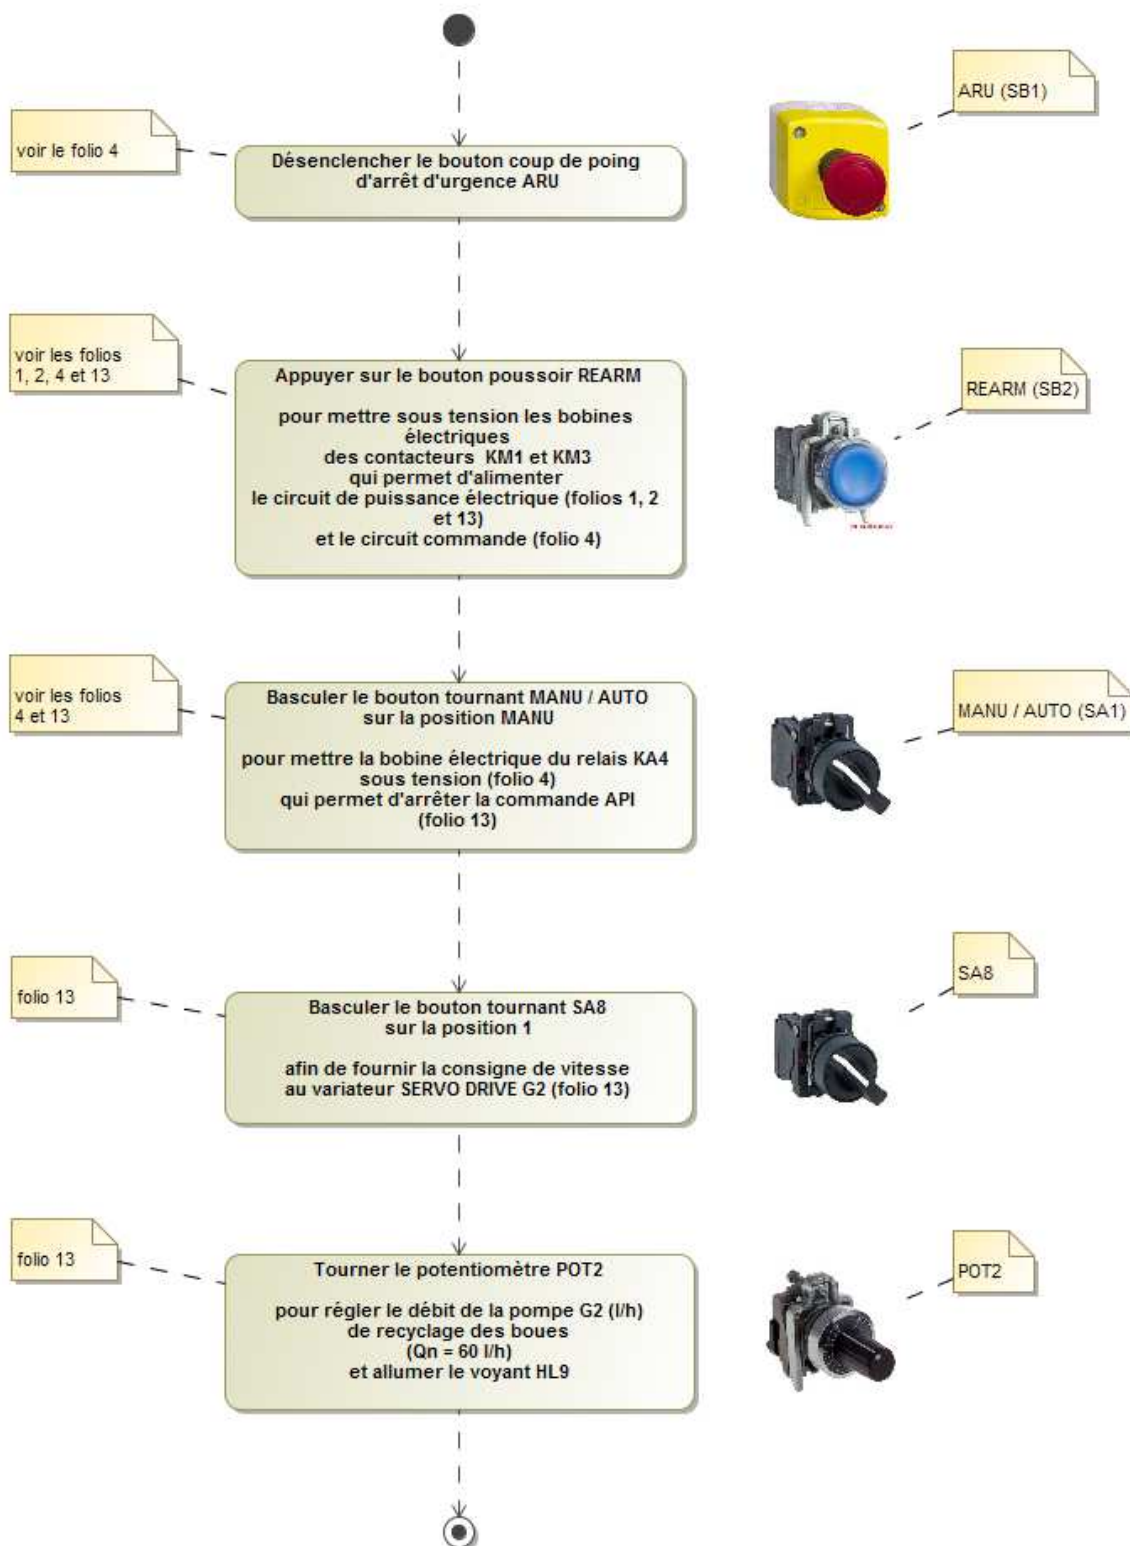 ARU (SB1)
voir le folio 4
Désenclencher le bouton coup de poing
d'arrêt d'urgence ARU
voir les folios
1, 2, 4 et 13
Appuyer sur le bouton poussoir REARM
pour mettre sous tension les bobines
électriques
des contacteurs KM1 et KM3
qui permet d'alimenter
le circuit de puissance électrique (folios 1, 2
et 13)
et le circuit commande (folio 4)
REARM (SB2)
voir les folios
4 et 13
Basculer le bouton tournant MANU / AUTO
sur la position MANU
pour mettre la bobine électrique du relais KA4
sous tension (folio 4)
qui permet d'arrêter la commande API
(folio 13)
MANU / AUTO (SA1)
folio 13
Basculer le bouton tournant SA8
sur la position 1
afin de fournir la consigne de vitesse
au variateur SERVO DRIVE G2 (folio 13)
SA8
folio 13
Tourner le potentiomètre POT2
pour régler le débit de la pompe G2 (l/h)
de recyclage des boues
(Qn = 60 l/h)
et allumer le voyant HL9
POT2